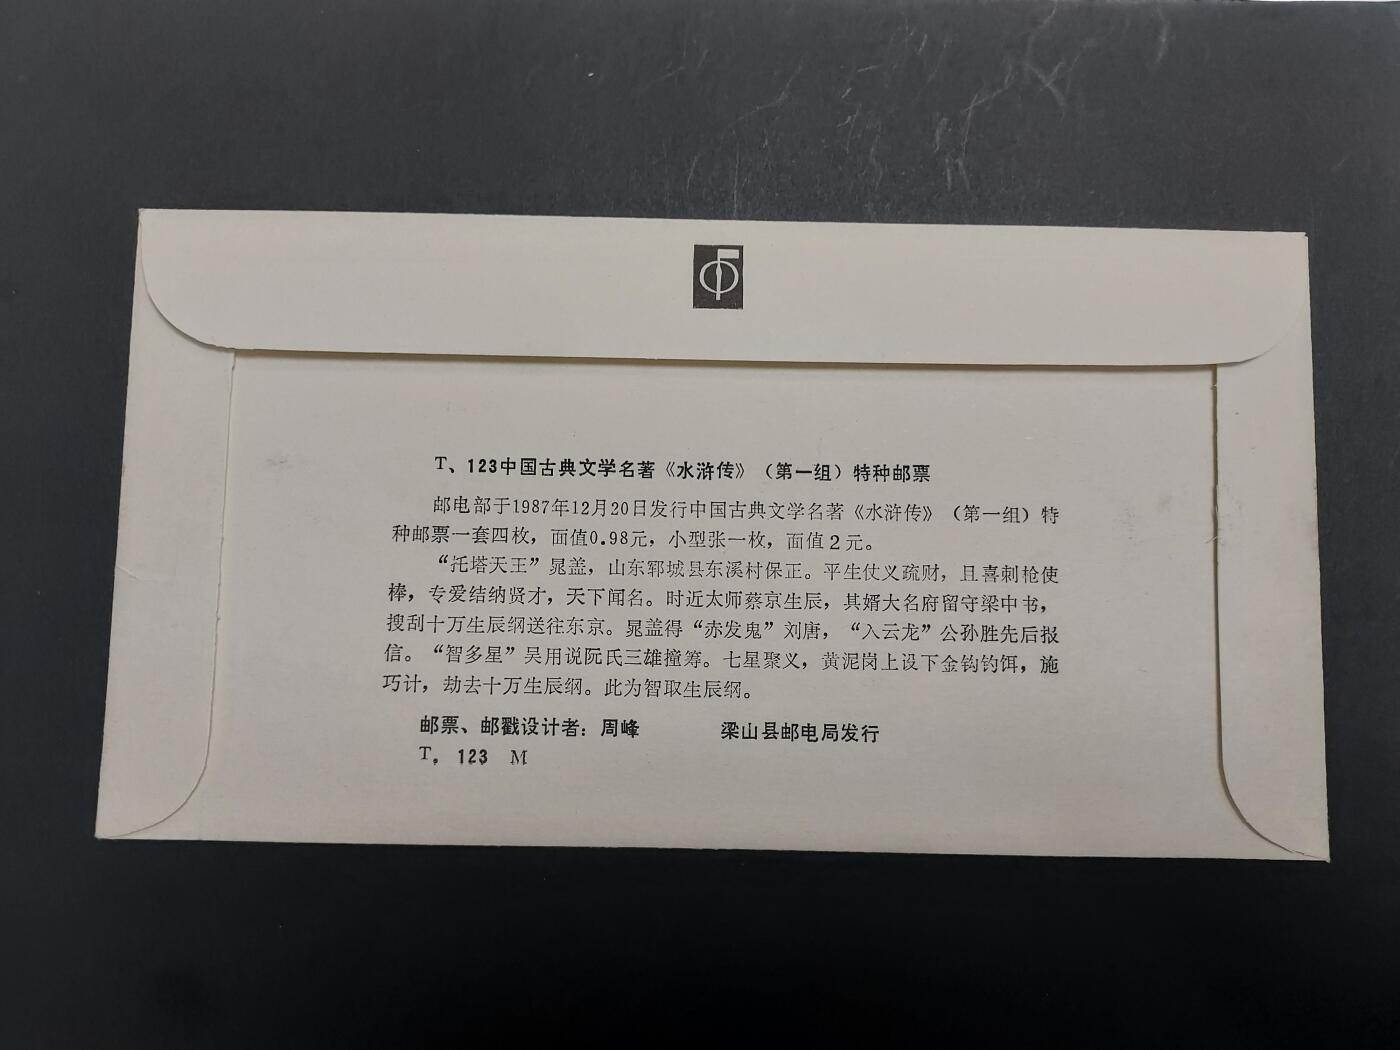 T、123中国古典文学名著《水浒传》（第一组）特种邮票
邮电部于1987年12月20日发行中国古典文学名著《水浒传》（第一组）特
种邮票一套四枚，面值0.98元，小型张一枚，面值2元。
“托塔天王”晁盖，山东郓城县东溪村保正。平生仗义疏财，且喜刺枪使
棒，专爱结纳贤才，天下闻名。时近太师蔡京生辰，其婿大名府留守梁中书，
搜刮十万生辰纲送往东京。晁盖得“赤发鬼”刘唐，“入云龙”公孙胜先后报
信。“智多星”吴用说阮氏三雄撞筹。七星聚义，黄泥岗上设下金钩钓饵，施
巧计，劫去十万生辰纲。此为智取生辰纲。
邮票、邮戳设计者：周峰 梁山县邮电局发行
T．123 M